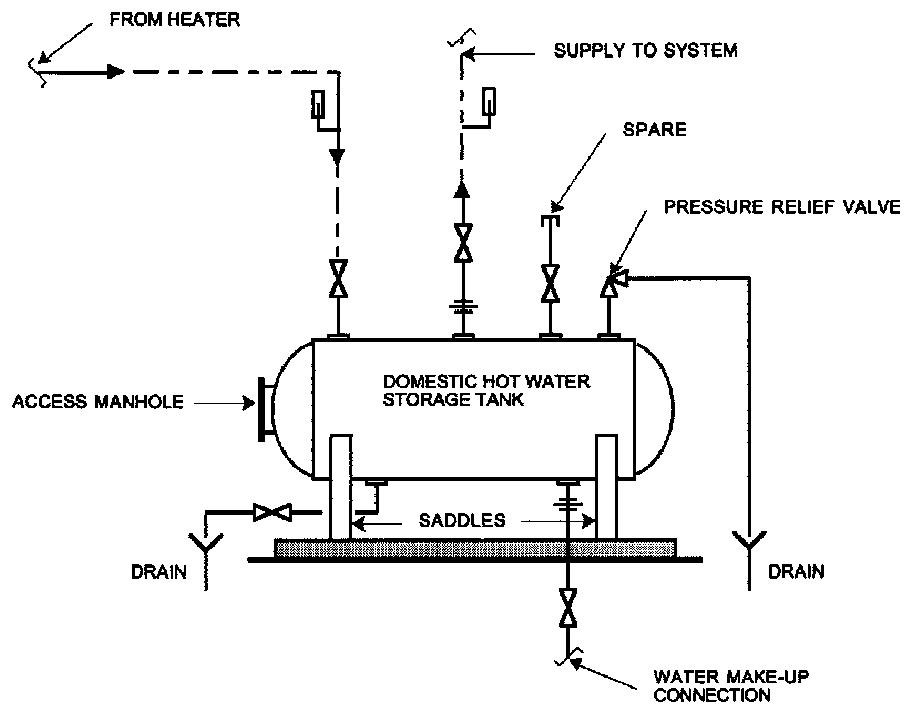 FROM HEATER
SUPPLY TO SYSTEM
SPARE
PRESSURE RELIEF VALVE
DOMESTIC HOT WATER
STORAGE TANK
ACCESS MANHOLE
SADDLES
DRAIN
DRAIN
WATER MAKE-UP
CONNECTION